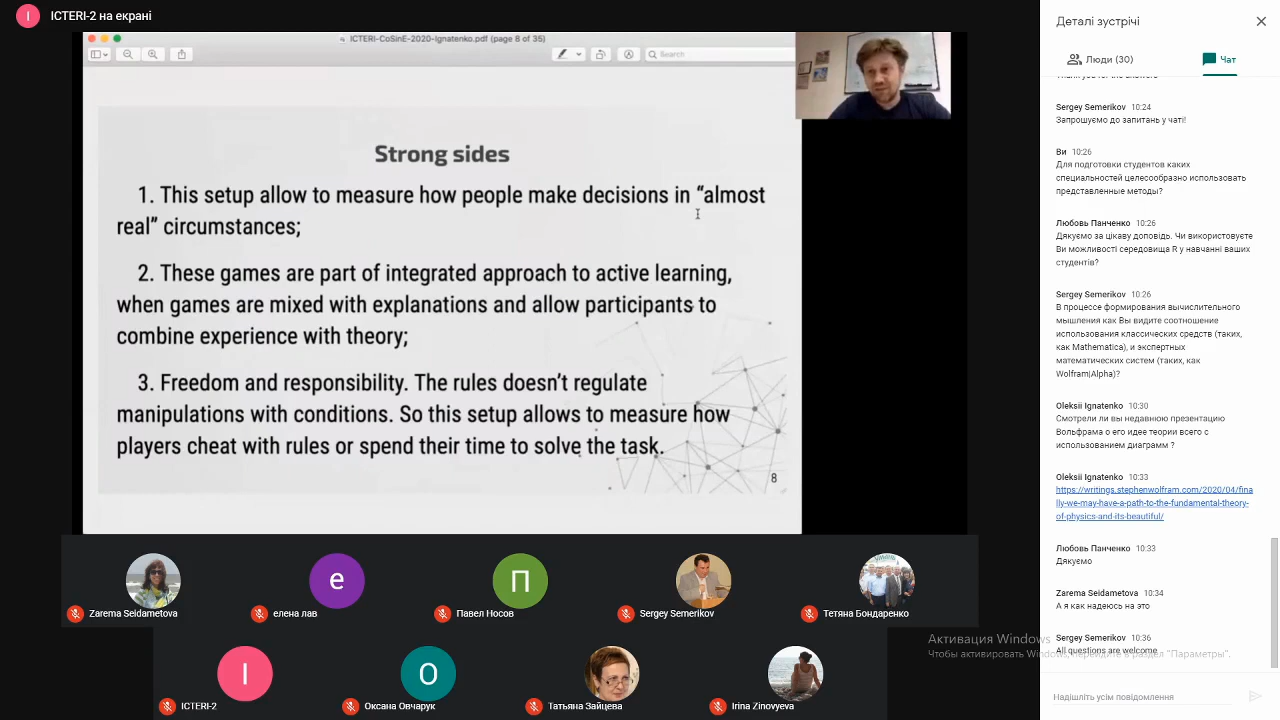 І
ICTERI-2 на екрані
ICTERI-CoSinE-2020-Ignatenko.pdf (page 8 of 35)
Search
Strong sides
1. This setup allow to measure how people make decisions in “almost
real” circumstances;
2. These games are part of integrated approach to active learning,
when games are mixed with explanations and allow participants to
combine experience with theory;
3. Freedom and responsibility. The rules doesn’t regulate
manipulations with conditions. So this setup allows to measure how
players cheat with rules or spend their time to solve the task.
8
е
П
Zarema Seidametova
елена лав
Павел Носов
Sergey Semerikov
Тетяна Бондаренко
І
О
ICTERI-2
Оксана Овчарук
Татьяна Зайцева
Irina Zinovyeva
Деталі зустрічі
Люди (30)
Чат
Sergey Semerikov 10:24
Запрошуємо до запитань у чаті!
Ви 10:26
Для подготовки студентов каких
специальностей целесообразно использовать
представленные методы?
Любовь Панченко 10:26
Дякуємо за цікаву доповідь. Чи використовуєте
Ви можливості середовища R у навчанні ваших
студентів?
Sergey Semerikov 10:26
В процессе формирования вычислительного
мышления как Вы видите соотношение
использования классических средств (таких,
как Mathematica), и экспертных
математических систем (таких, как
Wolfram|Alpha)?
Oleksii Ignatenko 10:30
Смотрели ли вы недавнюю презентацию
Вольфрама о его идее теории всего с
использованием диаграмм ?
Oleksii Ignatenko 10:33
https://writings.stephenwolfram.com/2020/04/fina
lly-we-may-have-a-path-to-the-fundamental-theory-
of-physics-and-its-beautiful/
Любовь Панченко 10:33
Дякуємо
Zarema Seidametova 10:34
А я как надеюсь на это
Sergey Semerikov 10:36
All questions are welcome
Активация Windows
Чтобы активировать Windows, перейдите в раздел "Параметры".
Надішліть усім повідомлення